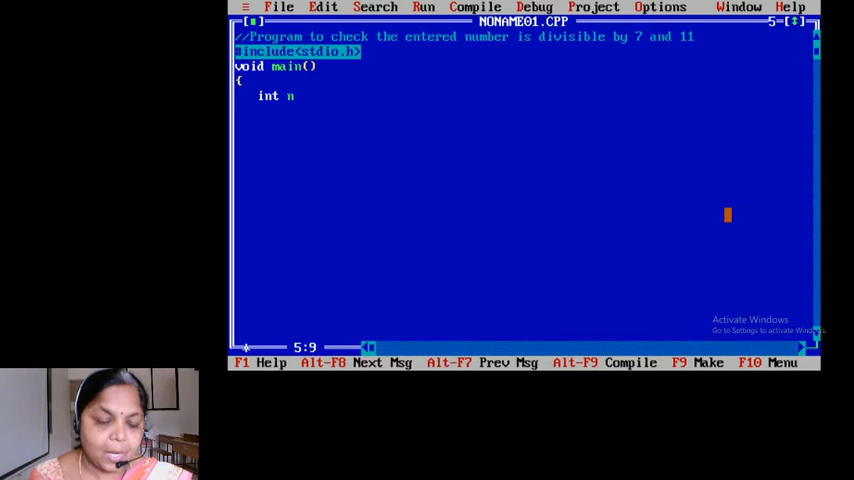 ≡ File Edit Search Run Compile Debug Project Options Window Help
[■] NONAME01.CPP 5=[↕]
//Program to check the entered number is divisible by 7 and 11
#include<stdio.h>
void main()
{
int n
Activate Windows
Go to Settings to activate Windows.
* 5:9
F1 Help Alt-F8 Next Msg Alt-F7 Prev Msg Alt-F9 Compile F9 Make F10 Menu